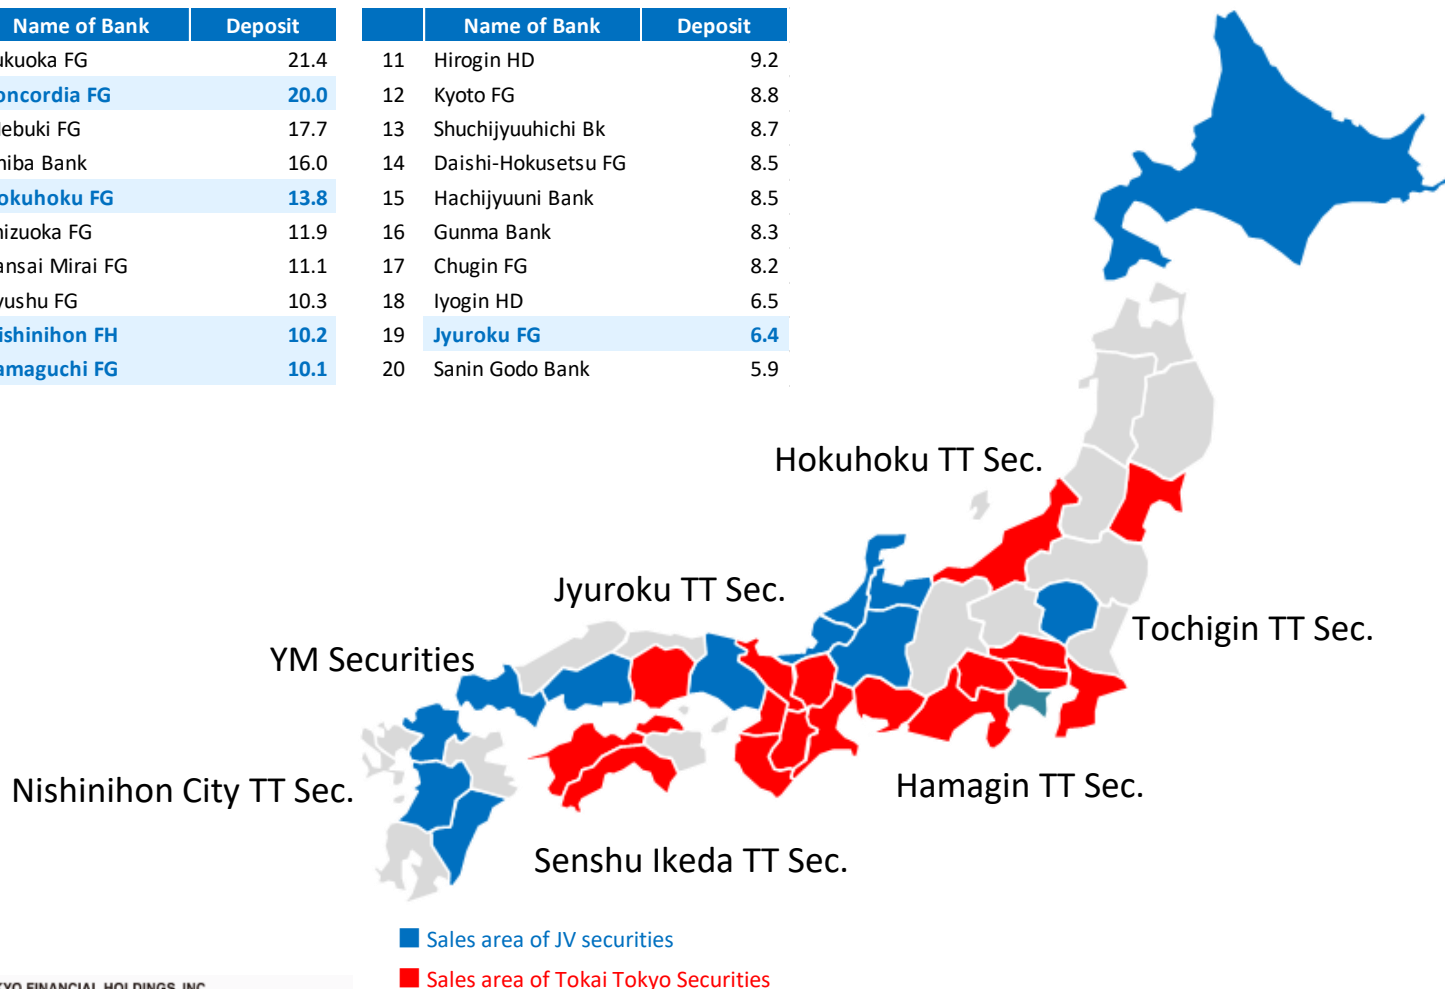 Name of Bank Deposit
ukuoka FG 21.4
oncordia FG 20.0
ebuki FG 17.7
hiba Bank 16.0
okuhoku FG 13.8
hizuoka FG 11.9
ansai Mirai FG 11.1
yushu FG 10.3
ishinihon FH 10.2
amaguchi FG 10.1
Name of Bank Deposit
11 Hirogin HD 9.2
12 Kyoto FG 8.8
13 Shuchijyuuhichi Bk 8.7
14 Daishi-Hokusetsu FG 8.5
15 Hachijyuuni Bank 8.5
16 Gunma Bank 8.3
17 Chugin FG 8.2
18 Iyogin HD 6.5
19 Jyuroku FG 6.4
20 Sanin Godo Bank 5.9
Hokuhoku TT Sec.
Jyuroku TT Sec.
Tochigin TT Sec.
YM Securities
Nishinihon City TT Sec.
Hamagin TT Sec.
Senshu Ikeda TT Sec.
Sales area of JV securities
Sales area of Tokai Tokyo Securities
KYO FINANCIAL HOLDINGS, INC